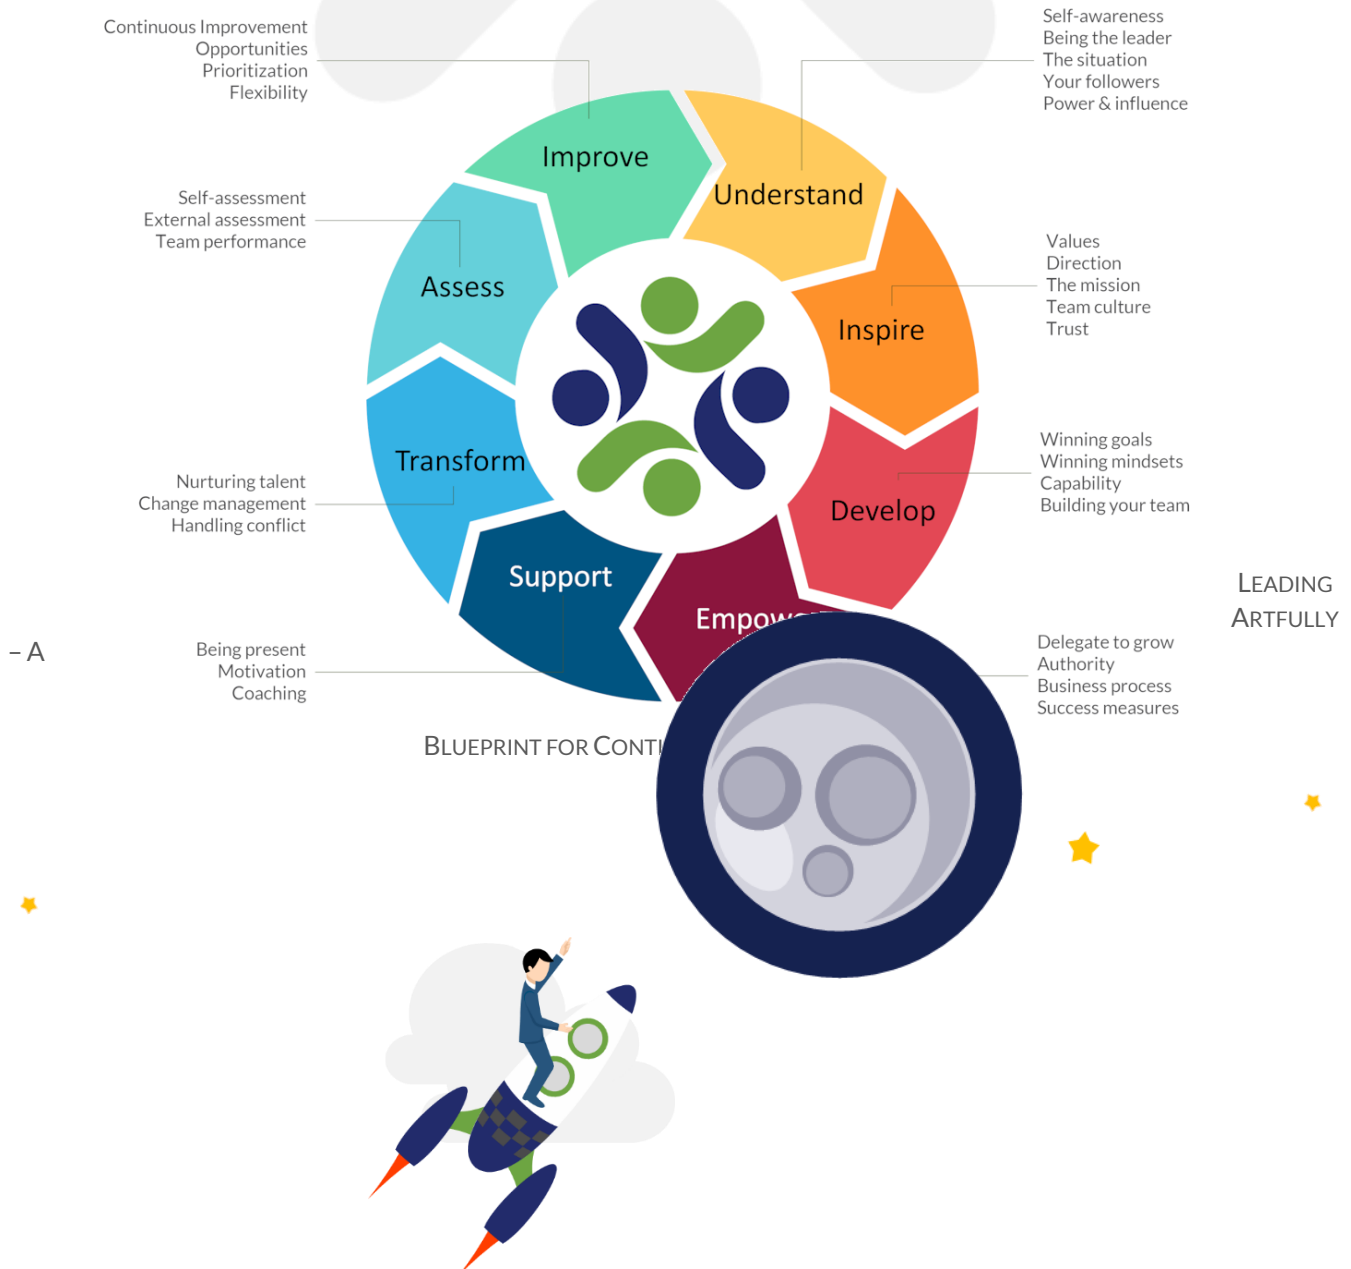 Continuous Improvement
Opportunities
Prioritization
Flexibility
Self-awareness
Being the leader
The situation
Your followers
Power & influence
Improve
Understand
Self-assessment
External assessment
Team performance
Assess
Values
Direction
The mission
Team culture
Trust
Inspire
Transform
Nurturing talent
Change management
Handling conflict
Winning goals
Winning mindsets
Capability
Building your team
Develop
Support
Being present
Motivation
Coaching
Delegate to grow
Authority
Business process
Success measures
LEADING
ARTFULLY
– A
BLUEPRINT FOR